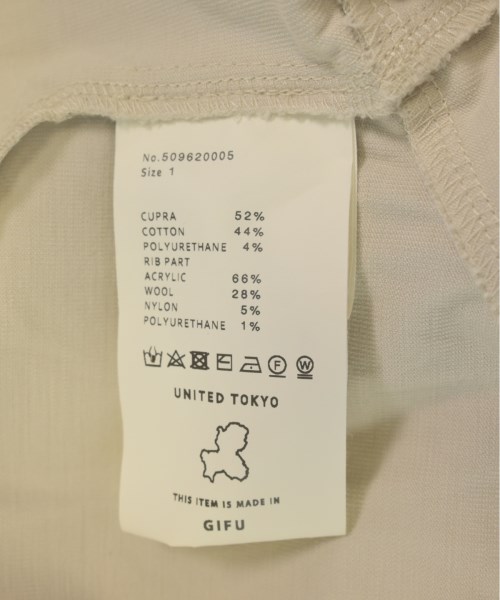 No.509620005
Size 1
CUPRA 52%
COTTON 44%
POLYURETHANE 4%
RIB PART
ACRYLIC 66%
WOOL 28%
NYLON 5%
POLYURETHANE 1%
F W
UNITED TOKYO
THIS ITEM IS MADE IN
GIFU